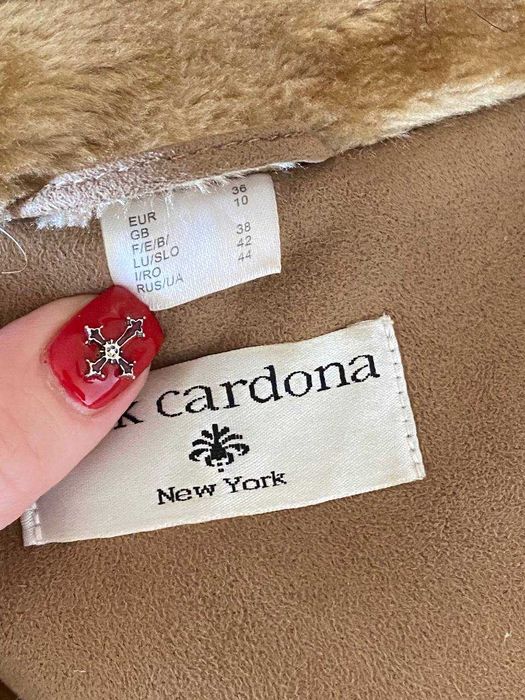 EUR 36
GB 10
F/E/B/
LU/SLO 38
I/RO 42
RUS/UA 44
cardona
New York